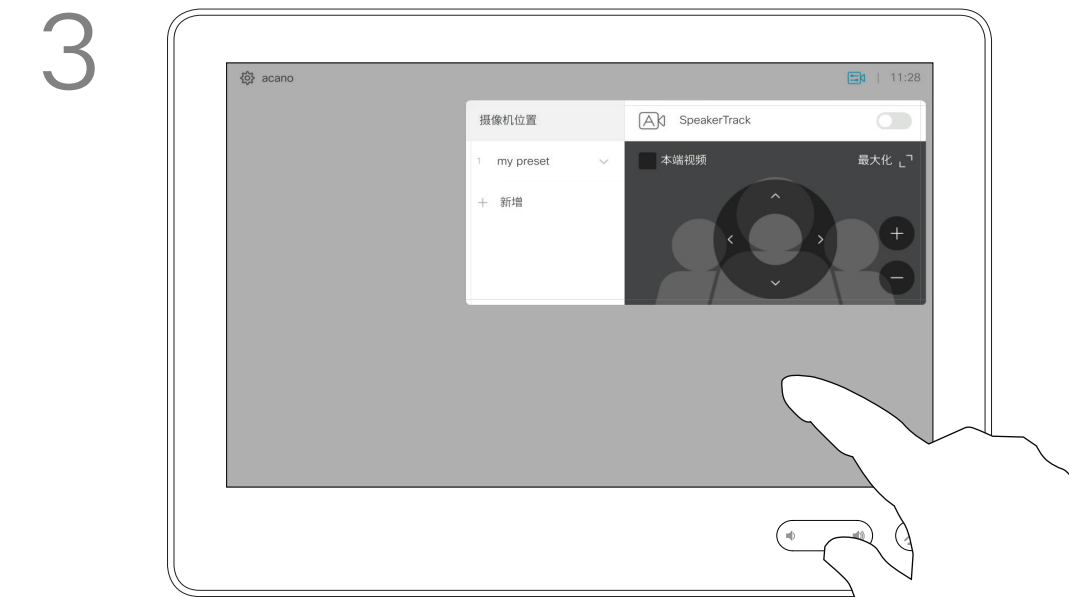 3
acano
11:28
摄像机位置
SpeakerTrack
1 my preset
本端视频
最大化
+ 新增